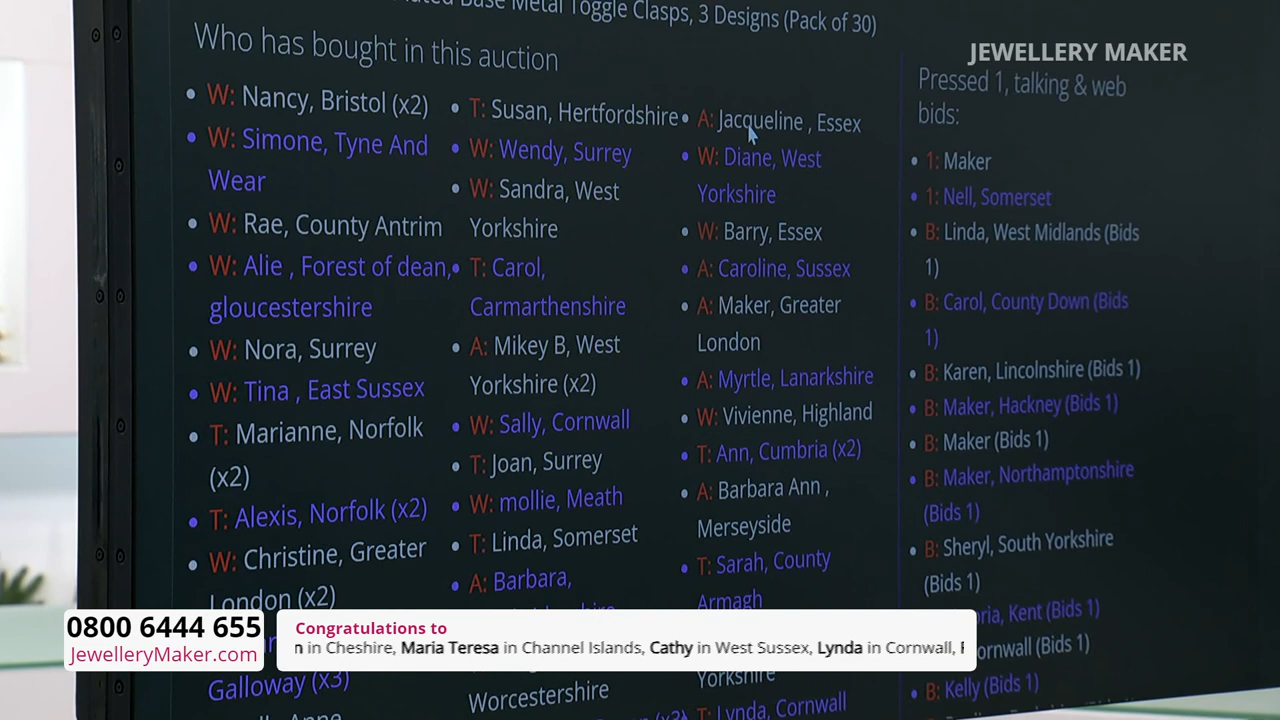 Base Metal Toggle Clasps, 3 Designs (Pack of 30)
JEWELLERY MAKER
Who has bought in this auction
W: Nancy, Bristol (x2)
W: Simone, Tyne And
Wear
W: Rae, County Antrim
W: Alie , Forest of dean,
gloucestershire
W: Nora, Surrey
W: Tina , East Sussex
T: Marianne, Norfolk
(x2)
T: Alexis, Norfolk (x2)
W: Christine, Greater
London (x2)
Galloway (x3)
T: Susan, Hertfordshire
W: Wendy, Surrey
W: Sandra, West
Yorkshire
T: Carol,
Carmarthenshire
A: Mikey B, West
Yorkshire (x2)
W: Sally, Cornwall
T: Joan, Surrey
W: mollie, Meath
T: Linda, Somerset
A: Barbara,
Worcestershire
A: Jacqueline , Essex
W: Diane, West
Yorkshire
W: Barry, Essex
A: Caroline, Sussex
A: Maker, Greater
London
A: Myrtle, Lanarkshire
W: Vivienne, Highland
T: Ann, Cumbria (x2)
A: Barbara Ann ,
Merseyside
T: Sarah, County
Armagh
Yorkshire
T: Lynda, Cornwall
Pressed 1, talking & web
bids:
1: Maker
1: Nell, Somerset
B: Linda, West Midlands (Bids
1)
B: Carol, County Down (Bids
1)
B: Karen, Lincolnshire (Bids 1)
B: Maker, Hackney (Bids 1)
B: Maker (Bids 1)
B: Maker, Northamptonshire
(Bids 1)
B: Sheryl, South Yorkshire
(Bids 1)
Kent (Bids 1)
(Bids 1)
B: Kelly (Bids 1)
0800 6444 655
JewelleryMaker.com
Congratulations to
in Cheshire, Maria Teresa in Channel Islands, Cathy in West Sussex, Lynda in Cornwall,